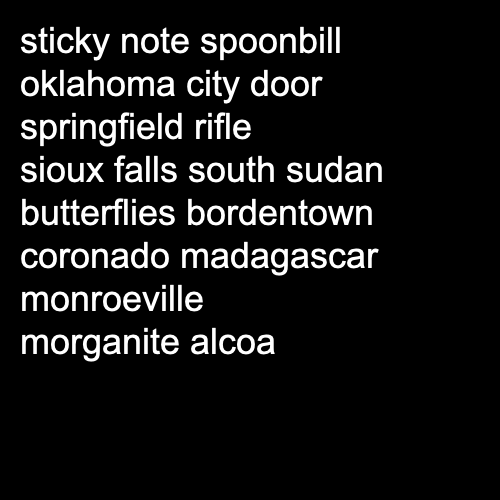 sticky note spoonbill
oklahoma city door
springfield rifle
sioux falls south sudan
butterflies bordentown
coronado madagascar
monroeville
morganite alcoa